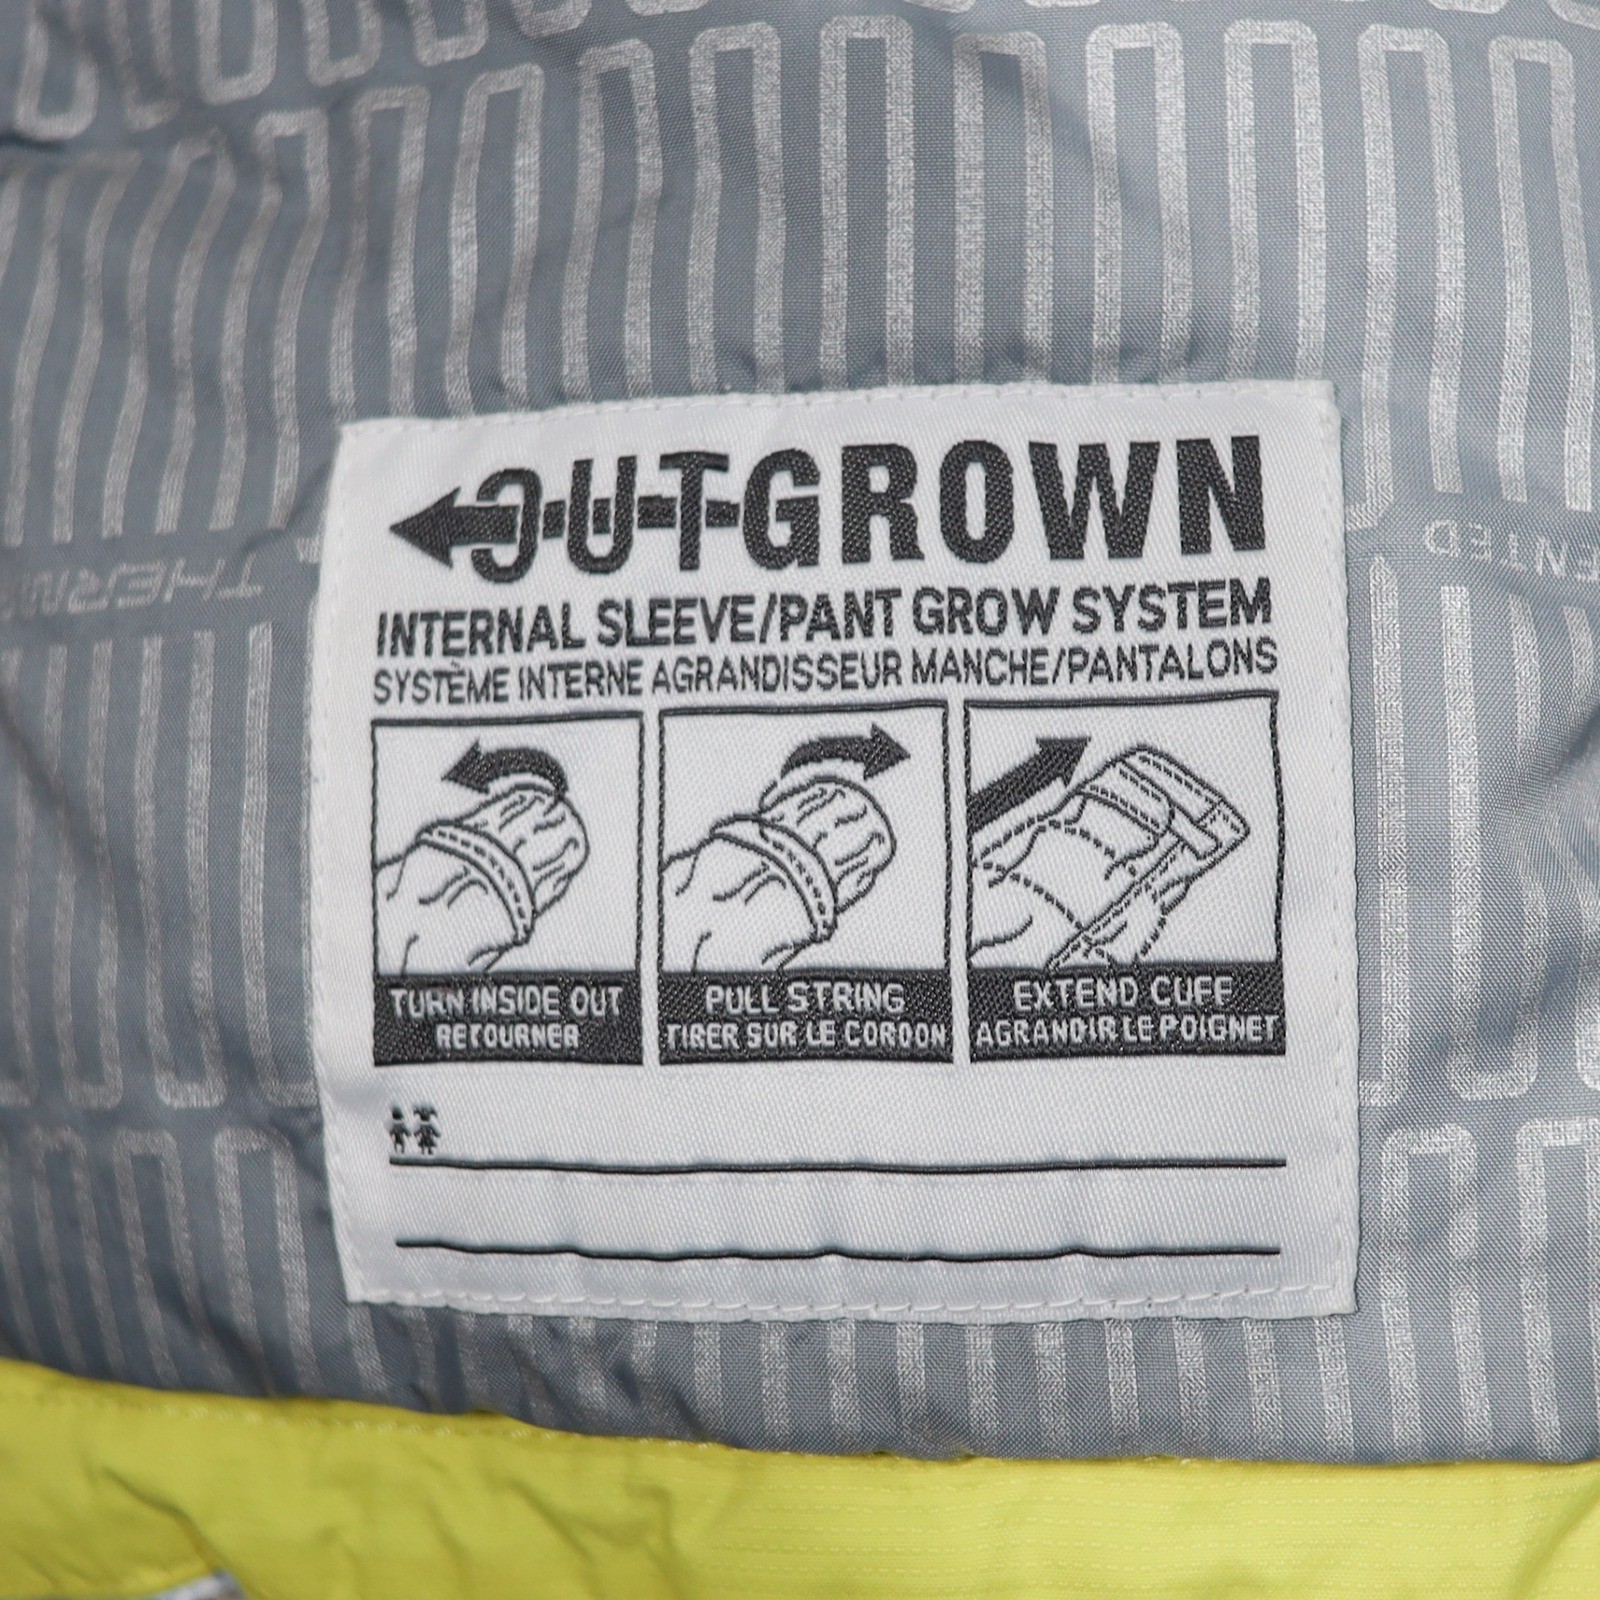 OUTGROWN
INTERNAL SLEEVE/PANT GROW SYSTEM
SYSTÈME INTERNE AGRANDISSEUR MANCHE/PANTALONS
TURN INSIDE OUT
RETOURNER
PULL STRING
TIRER SUR LE CORDON
EXTEND CUFF
AGRANDIR LE POIGNET